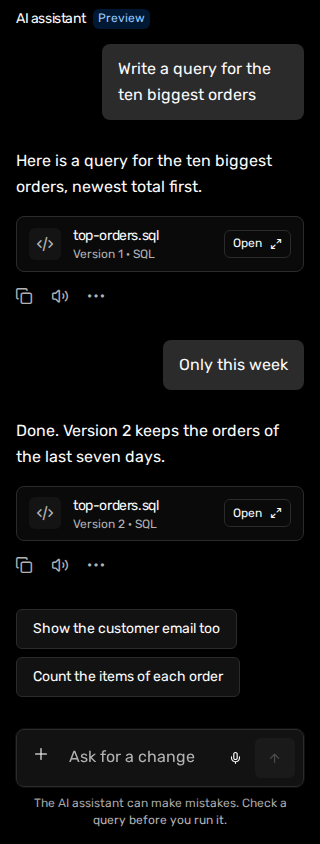 AI assistant Preview
Write a query for the
ten biggest orders
Here is a query for the ten biggest
orders, newest total first.
top-orders.sql
Version 1 • SQL
Open
Only this week
Done. Version 2 keeps the orders of
the last seven days.
top-orders.sql
Version 2 • SQL
Open
Show the customer email too
Count the items of each order
Ask for a change
The AI assistant can make mistakes. Check a
query before you run it.